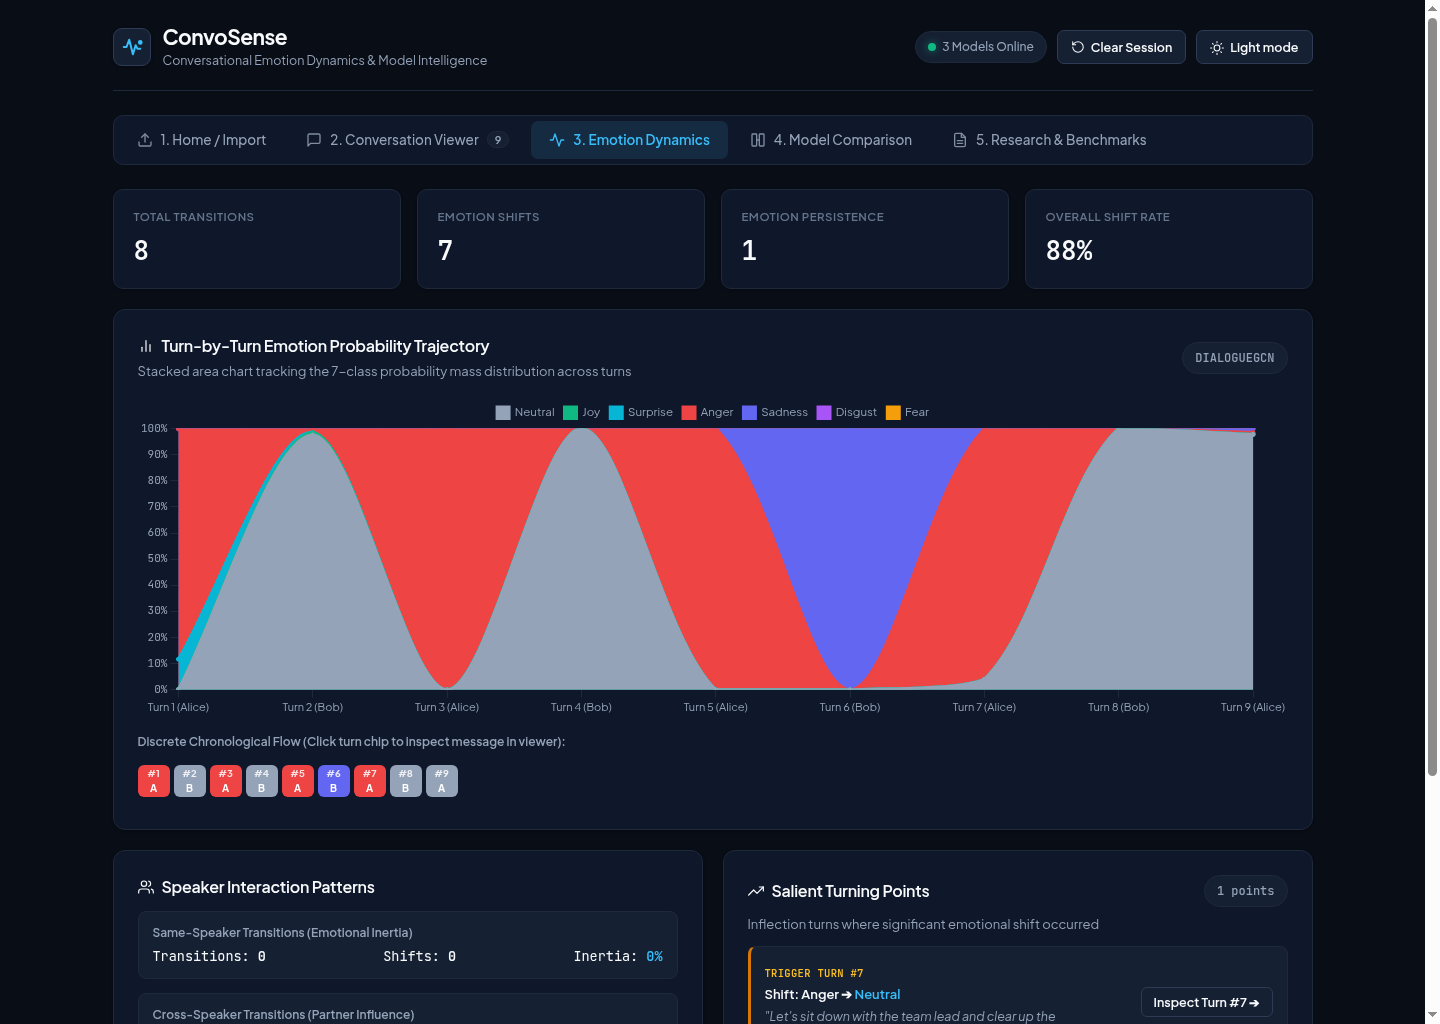 ConvoSense
Conversational Emotion Dynamics & Model Intelligence
3 Models Online
Clear Session
Light mode
1. Home / Import
2. Conversation Viewer 9
3. Emotion Dynamics
4. Model Comparison
5. Research & Benchmarks
TOTAL TRANSITIONS
8
EMOTION SHIFTS
7
EMOTION PERSISTENCE
1
OVERALL SHIFT RATE
88%
Turn-by-Turn Emotion Probability Trajectory
Stacked area chart tracking the 7-class probability mass distribution across turns
DIALOGUEGCN
Neutral Joy Surprise Anger Sadness Disgust Fear
100%
90%
80%
70%
60%
50%
40%
30%
20%
10%
0%
Turn 1 (Alice) Turn 2 (Bob) Turn 3 (Alice) Turn 4 (Bob) Turn 5 (Alice) Turn 6 (Bob) Turn 7 (Alice) Turn 8 (Bob) Turn 9 (Alice)
Discrete Chronological Flow (Click turn chip to inspect message in viewer):
#1 #2 #3 #4 #5 #6 #7 #8 #9
A B A B A B A B A
Speaker Interaction Patterns
Same-Speaker Transitions (Emotional Inertia)
Transitions: 0 Shifts: 0 Inertia: 0%
Cross-Speaker Transitions (Partner Influence)
Salient Turning Points
1 points
Inflection turns where significant emotional shift occurred
TRIGGER TURN #7
Shift: Anger ➔ Neutral
"Let's sit down with the team lead and clear up the
Inspect Turn #7 ➔